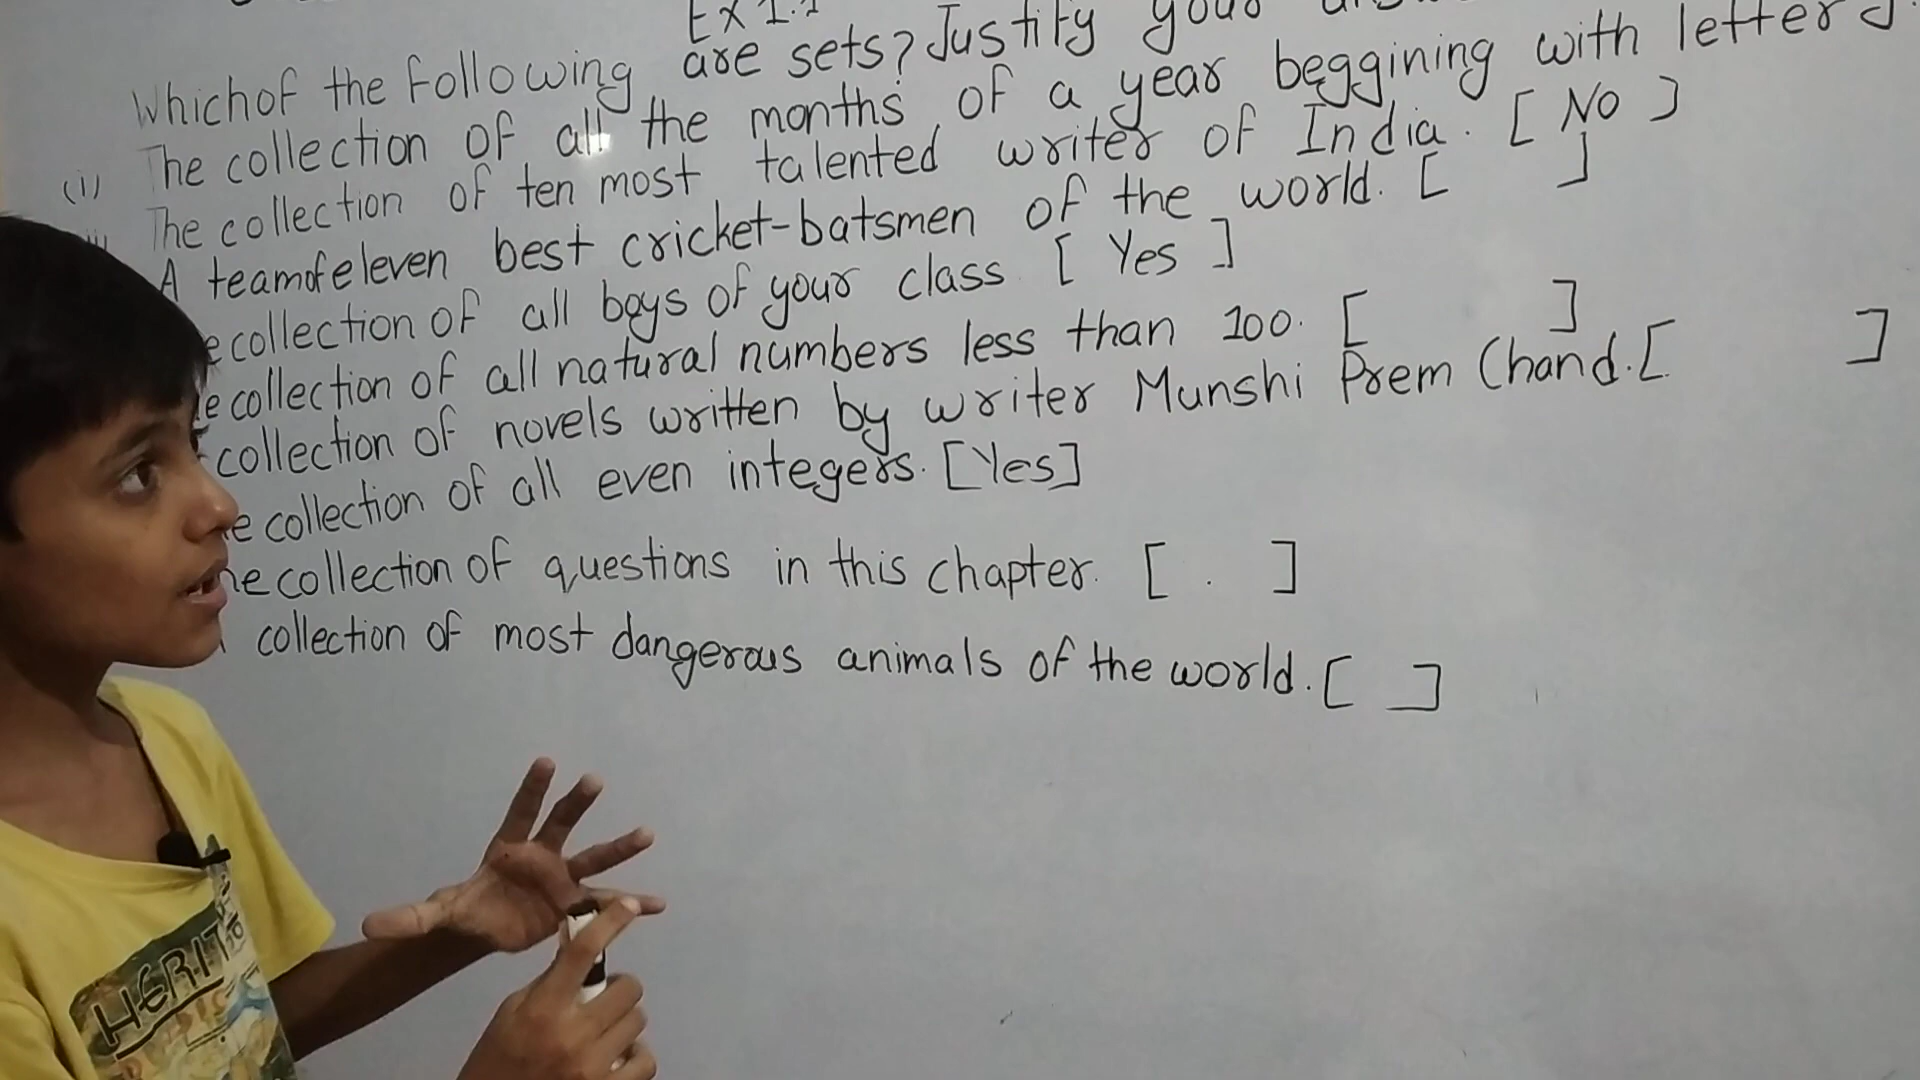 Ex 1.1
Which of the Following are sets? Justify your
(i) The collection of all the months of a year beggining with letter J.
The collection of ten most talented writer of India. [ No ]
A team of eleven best cricket-batsmen of the world. [ ]
e collection of all boys of your class [ Yes ]
e collection of all natural numbers less than 100. [ ]
collection of novels written by writer Munshi Prem Chand. [ ]
e collection of all even integers. [Yes]
he collection of questions in this chapter. [ . ]
collection of most dangerous animals of the world. [ ]
HERIT